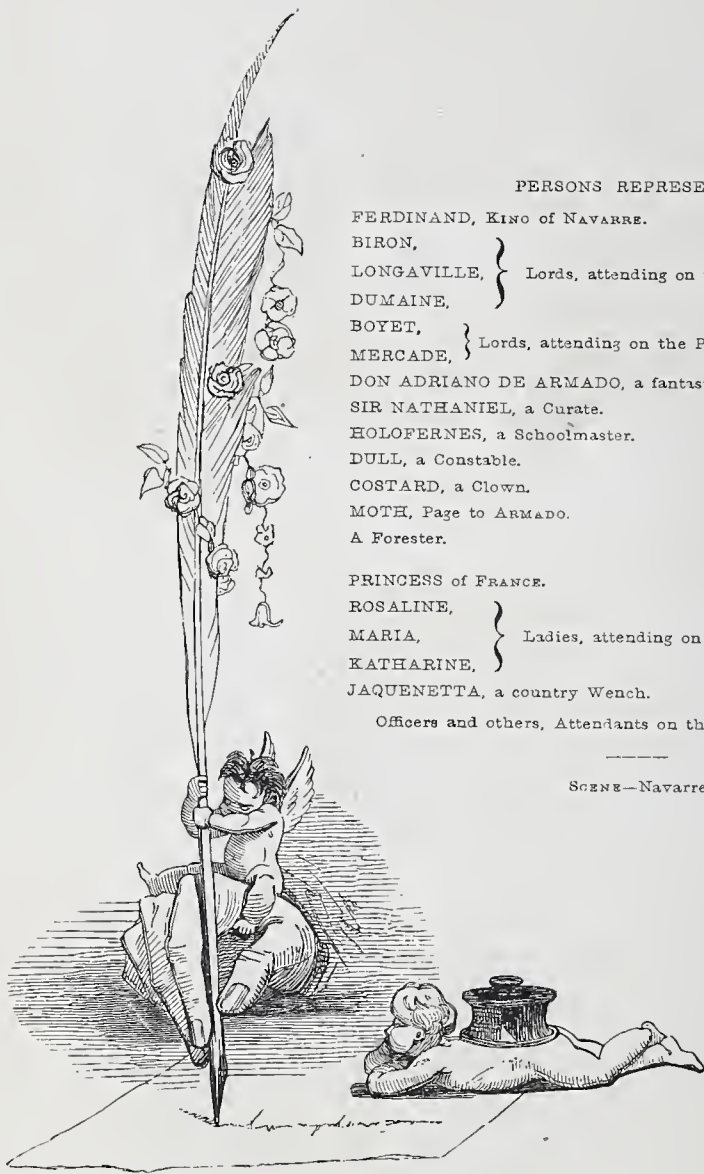 PERSONS REPRESE
FERDINAND, KING of NAVARRE.
BIRON,
LONGAVILLE, } Lords, attending on
DUMAINE,
BOYET,
MERCADE, } Lords, attending on the P
DON ADRIANO DE ARMADO, a fantas
SIR NATHANIEL, a Curate.
HOLOFERNES, a Schoolmaster.
DULL, a Constable.
COSTARD, a Clown.
MOTH, Page to ARMADO.
A Forester.
PRINCESS of FRANCE.
ROSALINE,
MARIA, } Ladies, attending on
KATHARINE,
JAQUENETTA, a country Wench.
Officers and others, Attendants on th
SCENE—Navarre